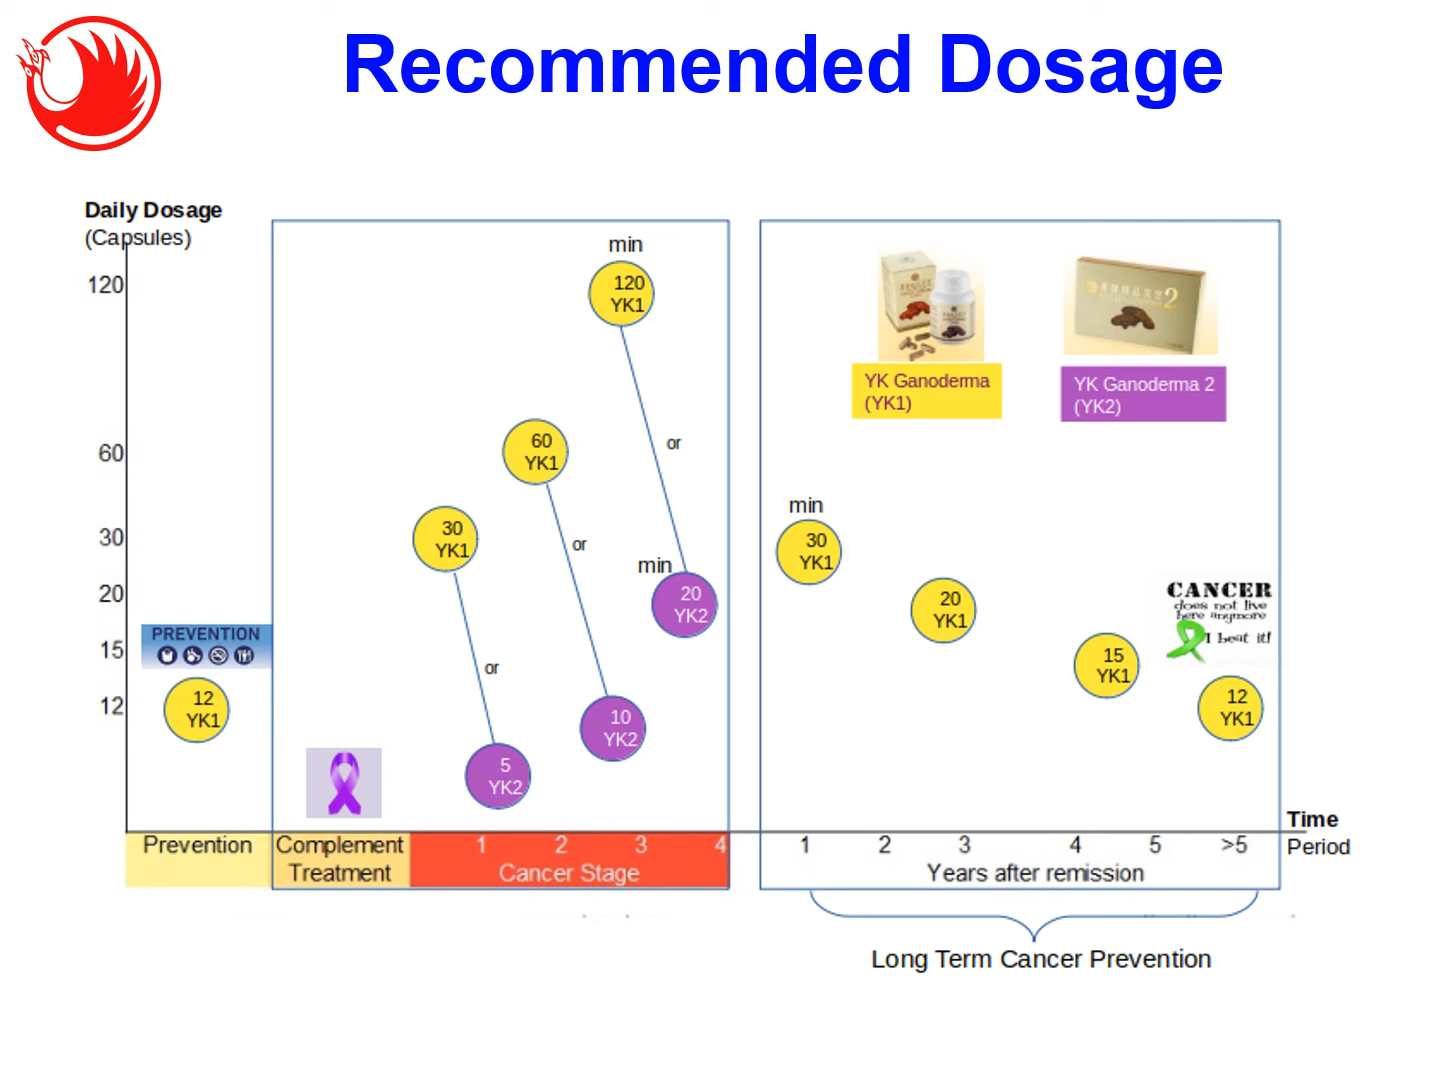 Recommended Dosage
Daily Dosage
(Capsules)
120
60
30
20
15
12
PREVENTION
12
YK1
30
YK1
or
5
YK2
60
YK1
or
10
YK2
min
120
YK1
or
min
20
YK2
YK Ganoderma
(YK1)
2
YK Ganoderma 2
(YK2)
min
30
YK1
20
YK1
15
YK1
CANCER
does not live
here anymore
I beat it!
12
YK1
Prevention
Complement
Treatment
1 2 3 4
Cancer Stage
1 2 3 4 5 >5
Years after remission
Time
Period
Long Term Cancer Prevention